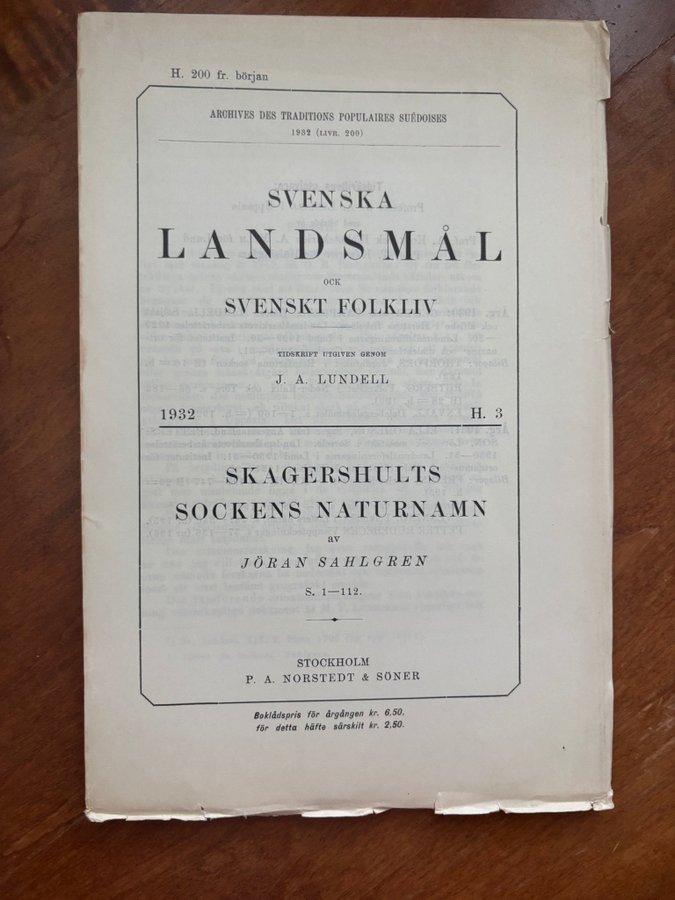 H. 200 fr. början
ARCHIVES DES TRADITIONS POPULAIRES SUÉDOISES
1932 (LIVR. 200)
SVENSKA
LANDSMÅL
OCK
SVENSKT FOLKLIV
TIDSKRIFT UTGIVEN GENOM
J. A. LUNDELL
1932 H. 3
SKAGERSHULTS
SOCKENS NATURNAMN
av
JÖRAN SAHLGREN
S. 1—112.
STOCKHOLM
P. A. NORSTEDT & SÖNER
Boklådspris för årgången kr. 6,50.
för detta häfte särskilt kr. 2,50.